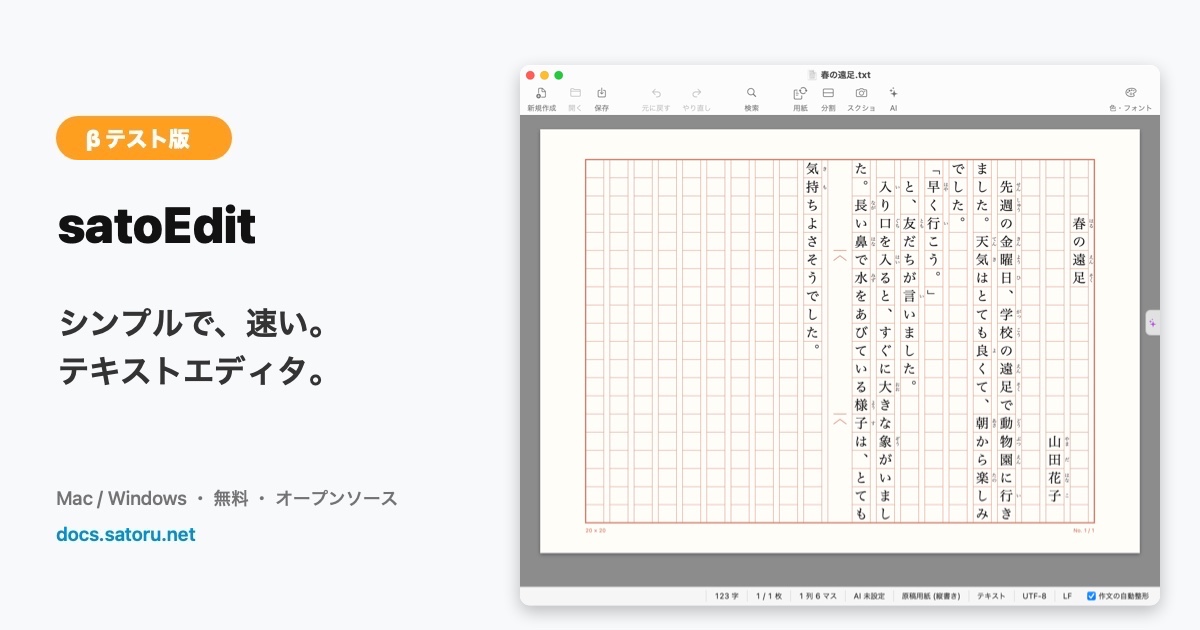 βテスト版
satoEdit
シンプルで、速い。
テキストエディタ。
Mac / Windows ・ 無料 ・ オープンソース
docs.satoru.net
春の遠足.txt
新規作成 開く 保存 元に戻す やり直し 検索 用紙 分割 スクショ AI 色・フォント
春の遠足
山田花子
先週の金曜日、学校の遠足で動物園に行き
ました。天気はとても良くて、朝から楽しみ
でした。
「早く行こう。」
と、友だちが言いました。
入り口を入ると、すぐに大きな象がいまし
た。長い鼻で水をあびている様子は、とても
気持ちよさそうでした。
20 x 20
No. 1 / 1
123 字 1 / 1 枚 1 列 6 マス AI 未設定 原稿用紙 (縦書き) テキスト UTF-8 LF 作文の自動整形